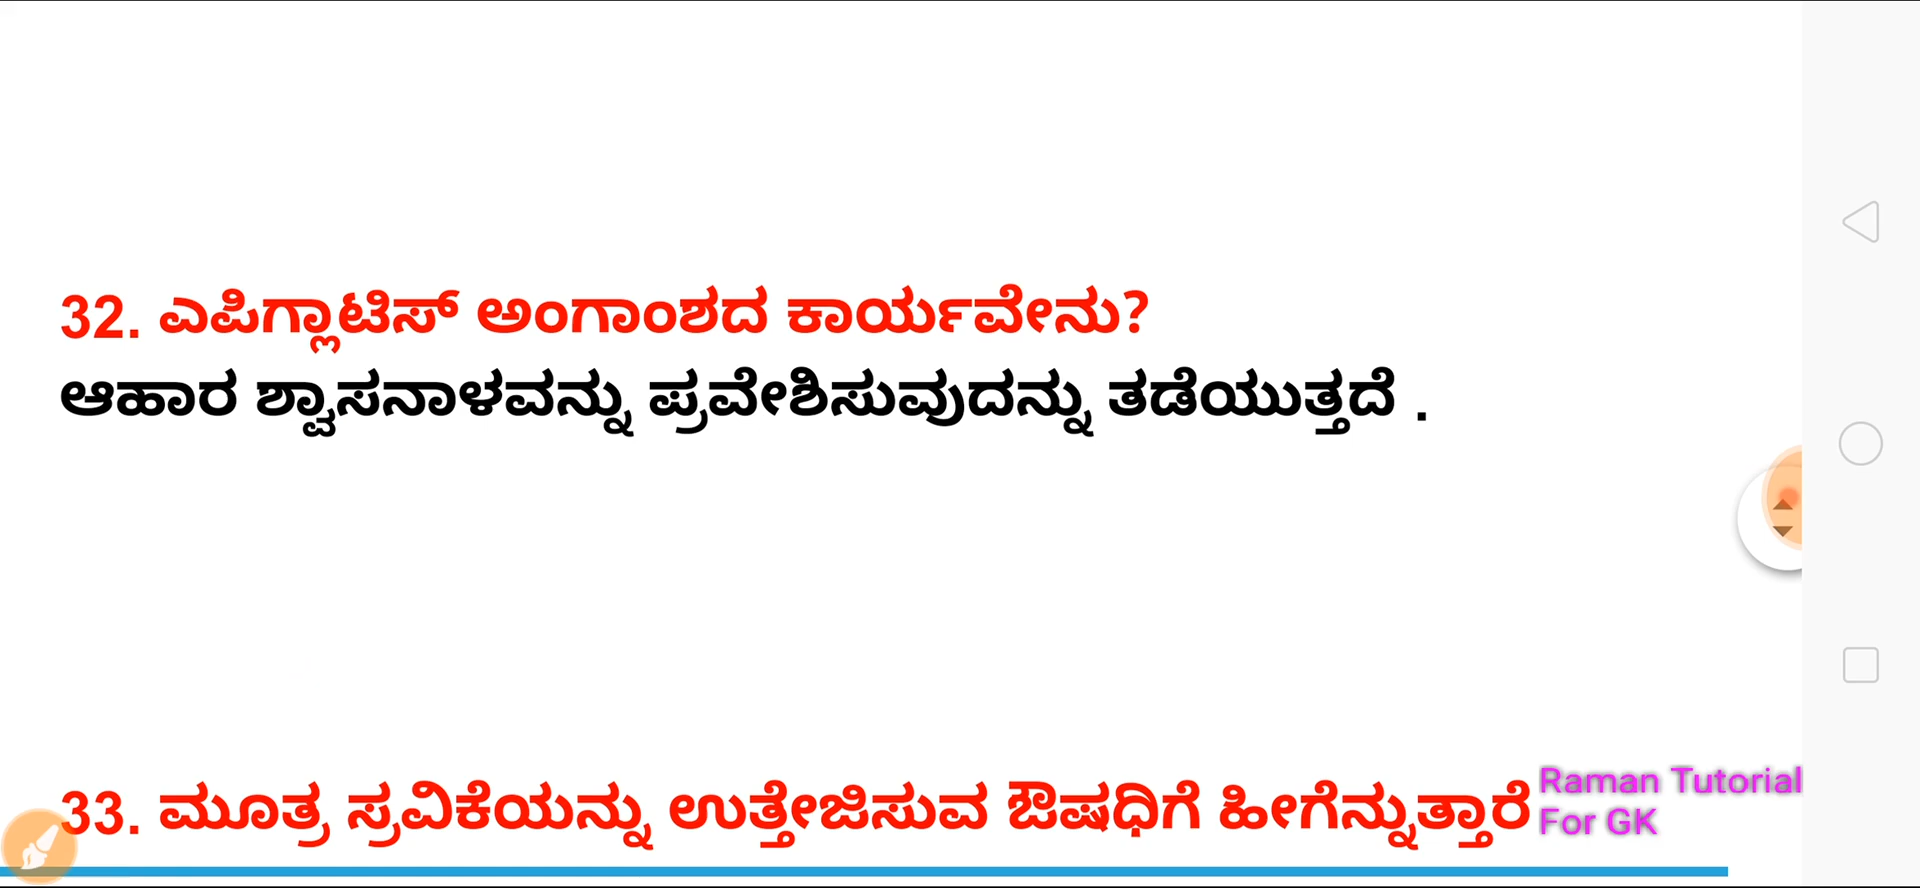 32. ಎಪಿಗ್ಲಾಟಿಸ್ ಅಂಗಾಂಶದ ಕಾರ್ಯವೇನು?
ಆಹಾರ ಶ್ವಾಸನಾಳವನ್ನು ಪ್ರವೇಶಿಸುವುದನ್ನು ತಡೆಯುತ್ತದೆ .
33. ಮೂತ್ರ ಸ್ರವಿಕೆಯನ್ನು ಉತ್ತೇಜಿಸುವ ಔಷಧಿಗೆ ಹೀಗೆನ್ನುತ್ತಾರೆ
Raman Tutorial
For GK